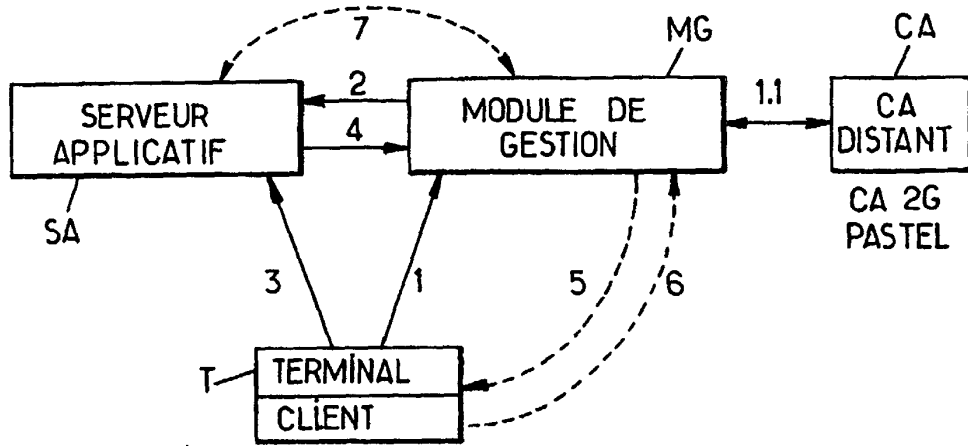 7
MG
CA
2
1.1
SERVEUR
APPLICATIF
4
MODULE DE
GESTION
CA
DISTANT
SA
CA 2G
PASTEL
3
1
5
6
T
TERMINAL
CLIENT